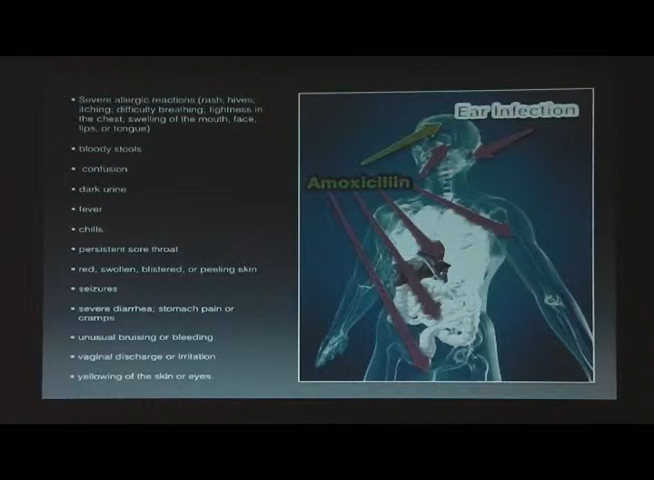 ▪ Severe allergic reactions (rash; hives;
itching; difficulty breathing; tightness in
the chest; swelling of the mouth, face,
lips, or tongue)
▪ bloody stools
▪ confusion
▪ dark urine
▪ fever
▪ chills
▪ persistent sore throat
▪ red, swollen, blistered, or peeling skin
▪ seizures
▪ severe diarrhea; stomach pain or
cramps
▪ unusual bruising or bleeding
▪ vaginal discharge or irritation
▪ yellowing of the skin or eyes.
Ear Infection
Amoxicillin